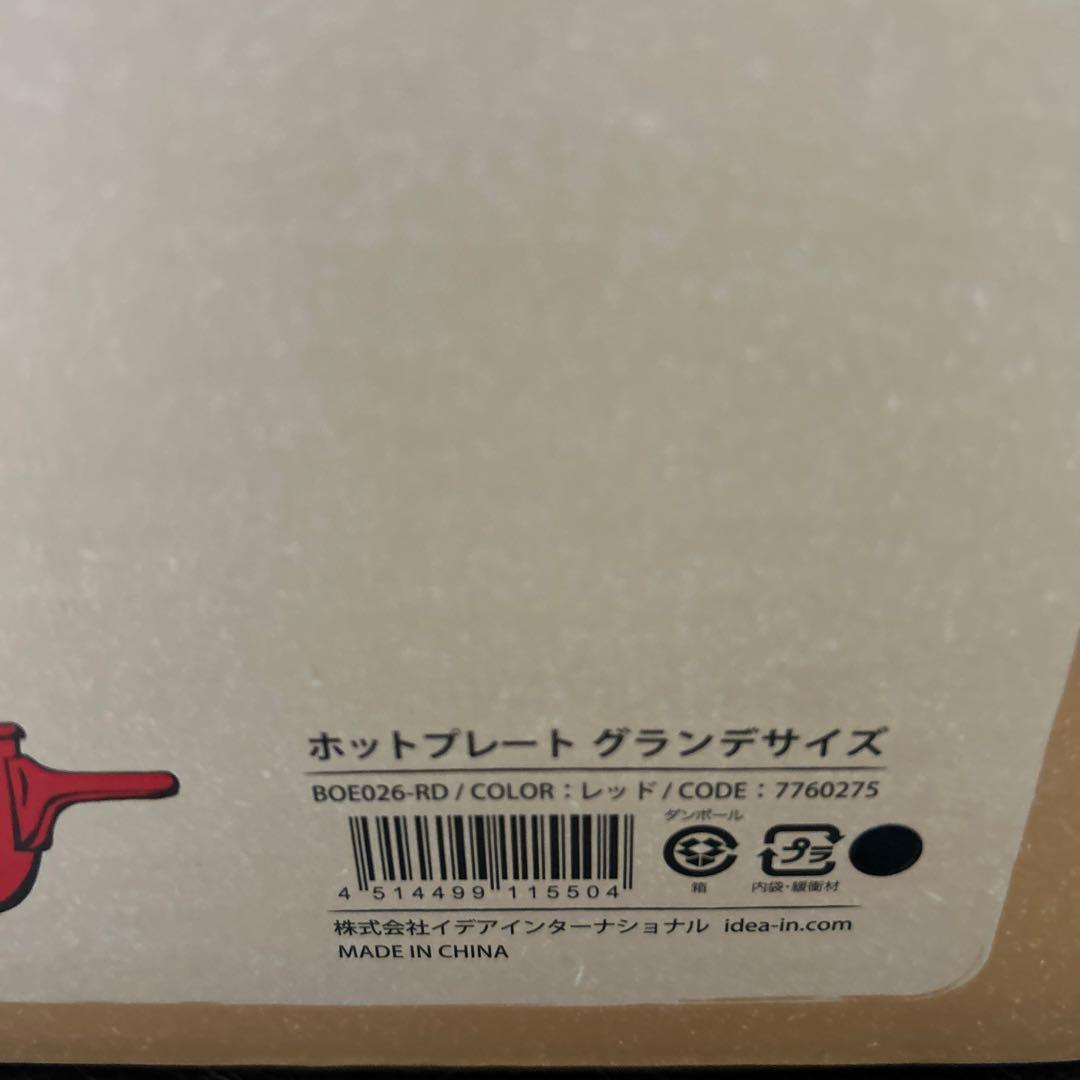 ホットプレート グランデサイズ
BOE026-RD / COLOR：レッド / CODE：7760275
ダンボール
プラ
箱
内袋・緩衝材
4 514499 115504
株式会社イデアインターナショナル idea-in.com
MADE IN CHINA